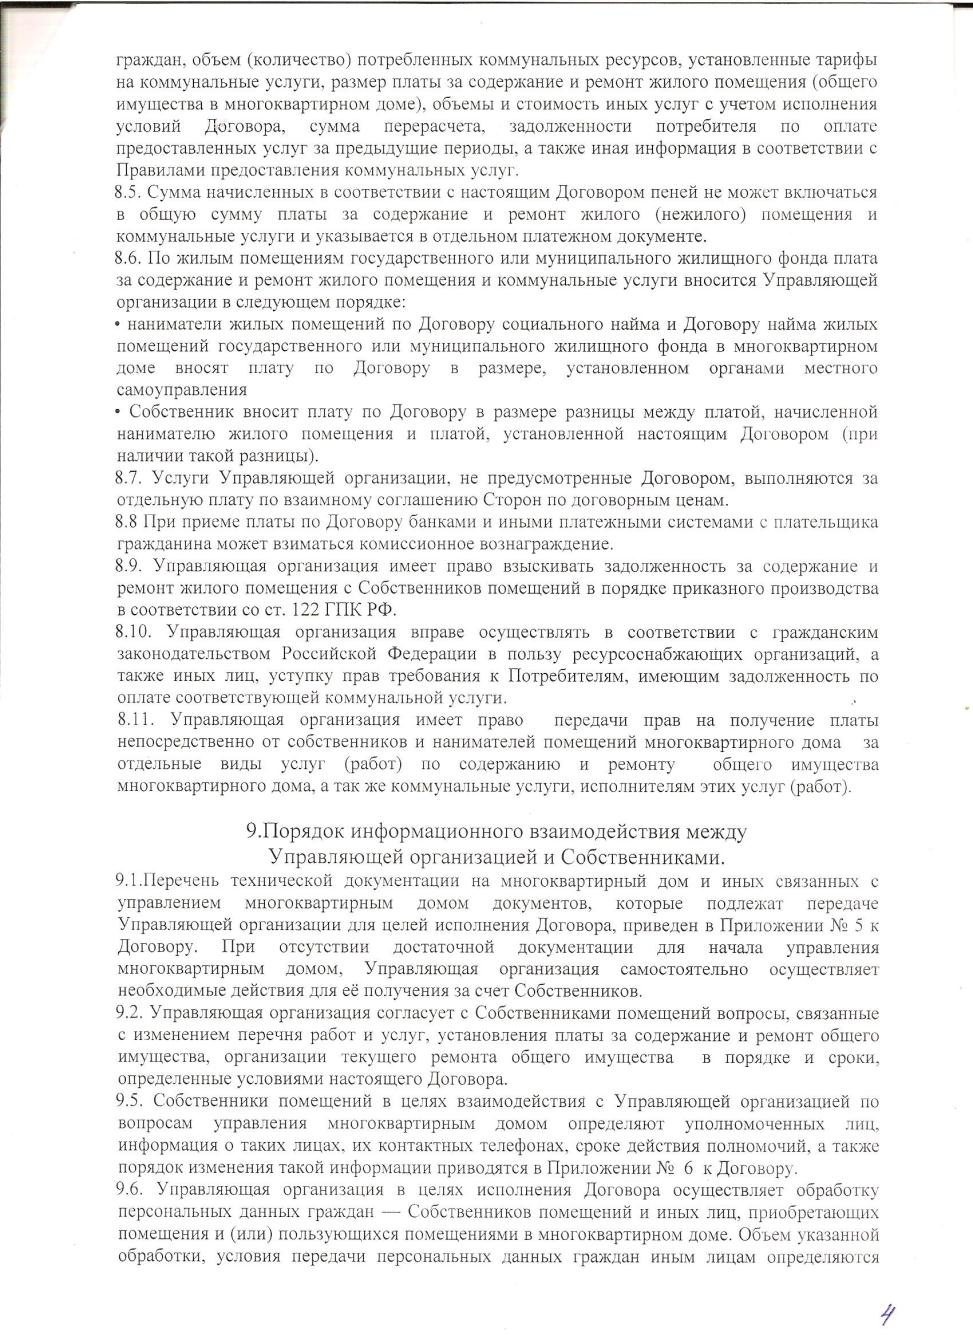 граждан, объем (количество) потребленных коммунальных ресурсов, установленные тарифы
на коммунальные услуги, размер платы за содержание и ремонт жилого помещения (общего
имущества в многоквартирном доме), объемы и стоимость иных услуг с учетом исполнения
условий Договора, сумма перерасчета, задолженности потребителя по оплате
предоставленных услуг за предыдущие периоды, а также иная информация в соответствии с
Правилами предоставления коммунальных услуг.
8.5. Сумма начисленных в соответствии с настоящим Договором пеней не может включаться
в общую сумму платы за содержание и ремонт жилого (нежилого) помещения и
коммунальные услуги и указывается в отдельном платежном документе.
8.6. По жилым помещениям государственного или муниципального жилищного фонда плата
за содержание и ремонт жилого помещения и коммунальные услуги вносится Управляющей
организации в следующем порядке:
• наниматели жилых помещений по Договору социального найма и Договору найма жилых
помещений государственного или муниципального жилищного фонда в многоквартирном
доме вносят плату по Договору в размере, установленном органами местного
самоуправления
• Собственник вносит плату по Договору в размере разницы между платой, начисленной
нанимателю жилого помещения и платой, установленной настоящим Договором (при
наличии такой разницы).
8.7. Услуги Управляющей организации, не предусмотренные Договором, выполняются за
отдельную плату по взаимному соглашению Сторон по договорным ценам.
8.8 При приеме платы по Договору банками и иными платежными системами с плательщика
гражданина может взиматься комиссионное вознаграждение.
8.9. Управляющая организация имеет право взыскивать задолженность за содержание и
ремонт жилого помещения с Собственников помещений в порядке приказного производства
в соответствии со ст. 122 ГПК РФ.
8.10. Управляющая организация вправе осуществлять в соответствии с гражданским
законодательством Российской Федерации в пользу ресурсоснабжающих организаций, а
также иных лиц, уступку прав требования к Потребителям, имеющим задолженность по
оплате соответствующей коммунальной услуги.
8.11. Управляющая организация имеет право передачи прав на получение платы
непосредственно от собственников и нанимателей помещений многоквартирного дома за
отдельные виды услуг (работ) по содержанию и ремонту общего имущества
многоквартирного дома, а так же коммунальные услуги, исполнителям этих услуг (работ).
9.Порядок информационного взаимодействия между
Управляющей организацией и Собственниками.
9.1.Перечень технической документации на многоквартирный дом и иных связанных с
управлением многоквартирным домом документов, которые подлежат передаче
Управляющей организации для целей исполнения Договора, приведен в Приложении № 5 к
Договору. При отсутствии достаточной документации для начала управления
многоквартирным домом, Управляющая организация самостоятельно осуществляет
необходимые действия для её получения за счет Собственников.
9.2. Управляющая организация согласует с Собственниками помещений вопросы, связанные
с изменением перечня работ и услуг, установления платы за содержание и ремонт общего
имущества, организации текущего ремонта общего имущества в порядке и сроки,
определенные условиями настоящего Договора.
9.5. Собственники помещений в целях взаимодействия с Управляющей организацией по
вопросам управления многоквартирным домом определяют уполномоченных лиц,
информация о таких лицах, их контактных телефонах, сроке действия полномочий, а также
порядок изменения такой информации приводятся в Приложении № 6 к Договору.
9.6. Управляющая организация в целях исполнения Договора осуществляет обработку
персональных данных граждан — Собственников помещений и иных лиц, приобретающих
помещения и (или) пользующихся помещениями в многоквартирном доме. Объем указанной
обработки, условия передачи персональных данных граждан иным лицам определяются
4